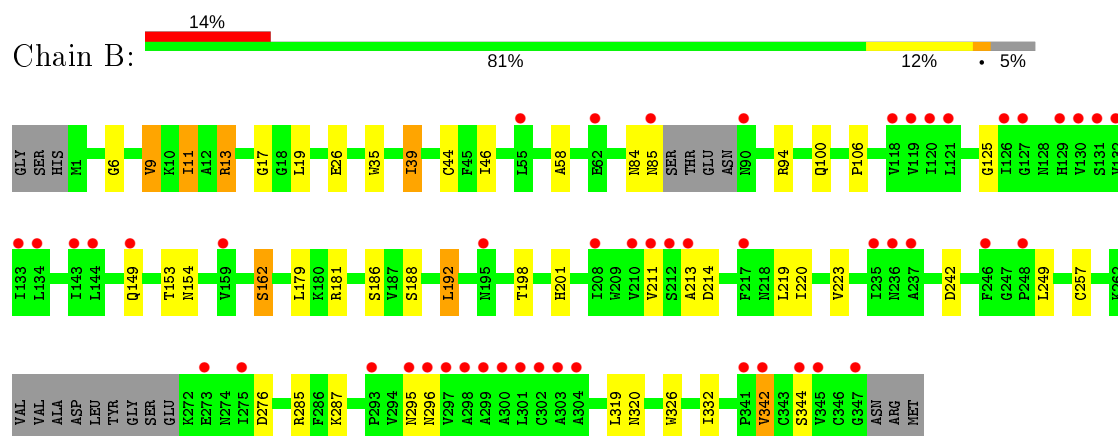 14%
Chain B:
81% 12% • 5%
GLY SER HIS M1 G6 V9 K10 I11 A12 R13 G17 G18 L19 E26 W35 I39 C44 F45 I46 L55 A58 E62 N84 N85 SER THR GLU ASN N90 R94 Q100 P106 V118 V119 I120 L121 G125 I126 G127 N128 H129 V130 S131 V132
I133 L134 I143 L144 Q149 T153 N154 V159 S162 L179 K180 R181 S186 V187 S188 L192 N195 T198 H201 I208 W209 V210 V211 S212 A213 D214 F217 N218 L219 I220 V223 I235 N236 A237 D242 F246 G247 P248 L249 C257 K262
VAL VAL ALA ASP LEU TYR GLY SER GLU K272 E273 N274 I275 D276 R285 F286 K287 P293 V294 N295 N296 V297 A298 A299 A300 L301 C302 A303 A304 L319 N320 W326 I332 P341 V342 C343 S344 V345 C346 G347 ASN ARG MET